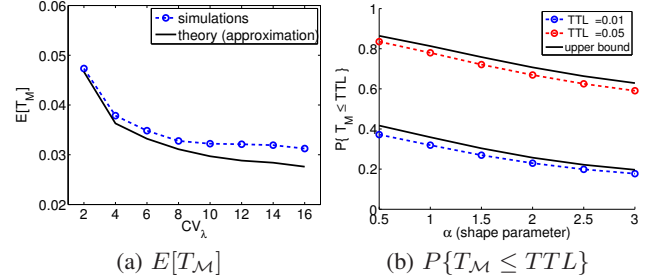 0.06
0.05
0.04
0.03
0.02
E[T_M]
2 4 6 8 10 12 14 16
CV_λ
simulations
theory (approximation)
(a) E[T_M]
1
0.8
0.6
0.4
0.2
0
P{ T_M ≤ TTL }
0.5 1 1.5 2 2.5 3
α (shape parameter)
TTL =0.01
TTL =0.05
upper bound
(b) P{T_M ≤ TTL}